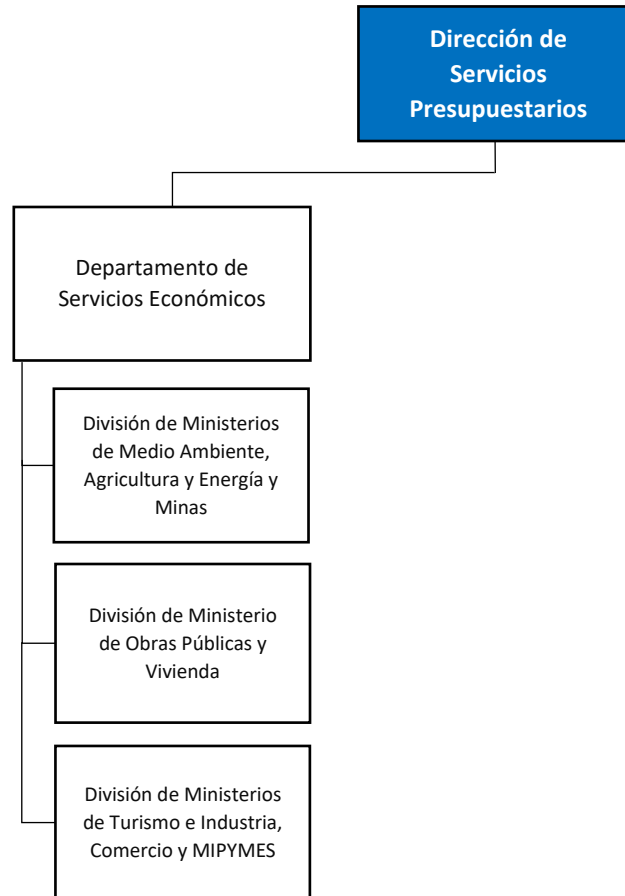 Dirección de
Servicios
Presupuestarios
Departamento de
Servicios Económicos
División de Ministerios
de Medio Ambiente,
Agricultura y Energía y
Minas
División de Ministerio
de Obras Públicas y
Vivienda
División de Ministerios
de Turismo e Industria,
Comercio y MIPYMES